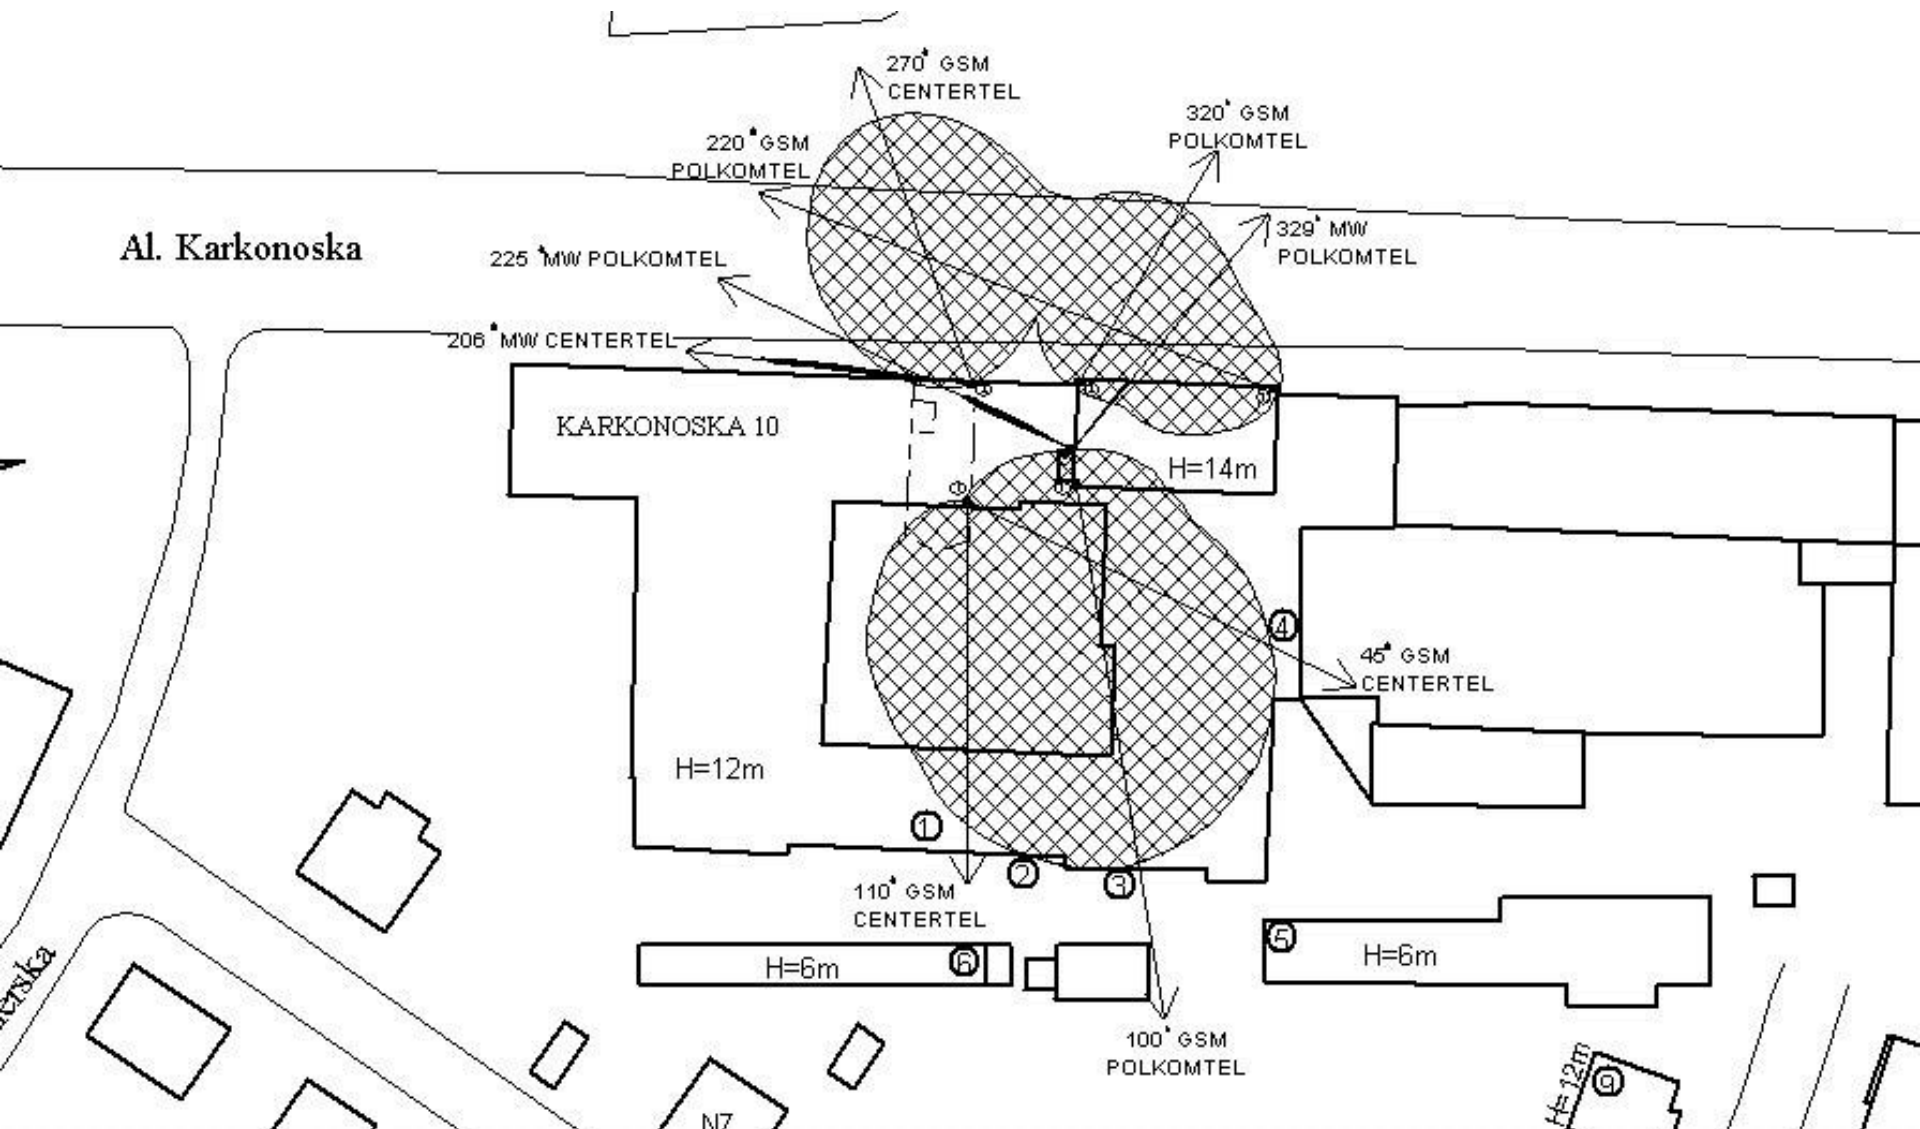 270° GSM
CENTERTEL
320° GSM
POLKOMTEL
220° GSM
POLKOMTEL
329° MW
POLKOMTEL
Al. Karkonoska
225° MW POLKOMTEL
206° MW CENTERTEL
KARKONOSKA 10
H=14m
4
45° GSM
CENTERTEL
H=12m
1
2
3
110° GSM
CENTERTEL
5
H=6m
6
H=6m
100° GSM
POLKOMTEL
H=12m
9